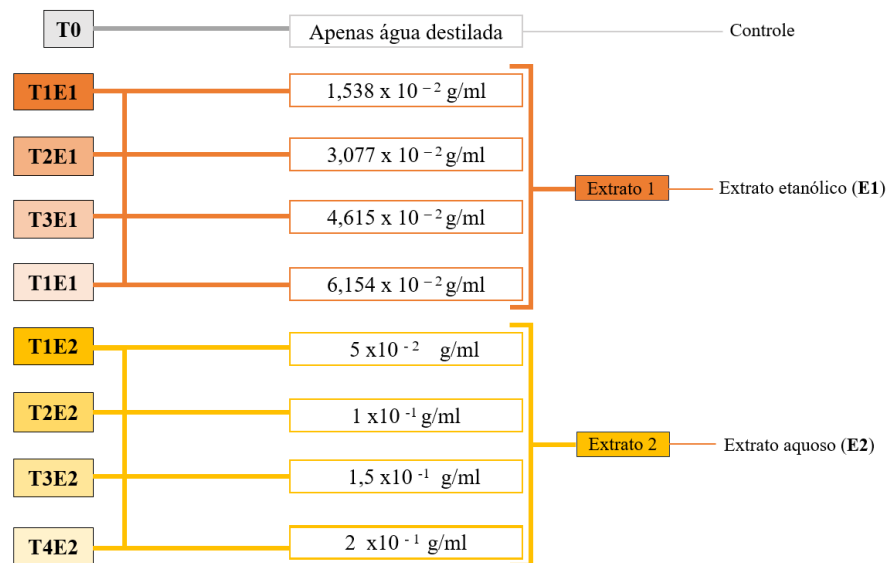 T0 Apenas água destilada Controle
T1E1 1,538 x 10 ⁻² g/ml
T2E1 3,077 x 10 ⁻² g/ml
Extrato 1 Extrato etanólico (E1)
T3E1 4,615 x 10 ⁻² g/ml
T1E1 6,154 x 10 ⁻² g/ml
T1E2 5 x10 ⁻² g/ml
T2E2 1 x10 ⁻¹ g/ml
Extrato 2 Extrato aquoso (E2)
T3E2 1,5 x10 ⁻¹ g/ml
T4E2 2 x10 ⁻¹ g/ml